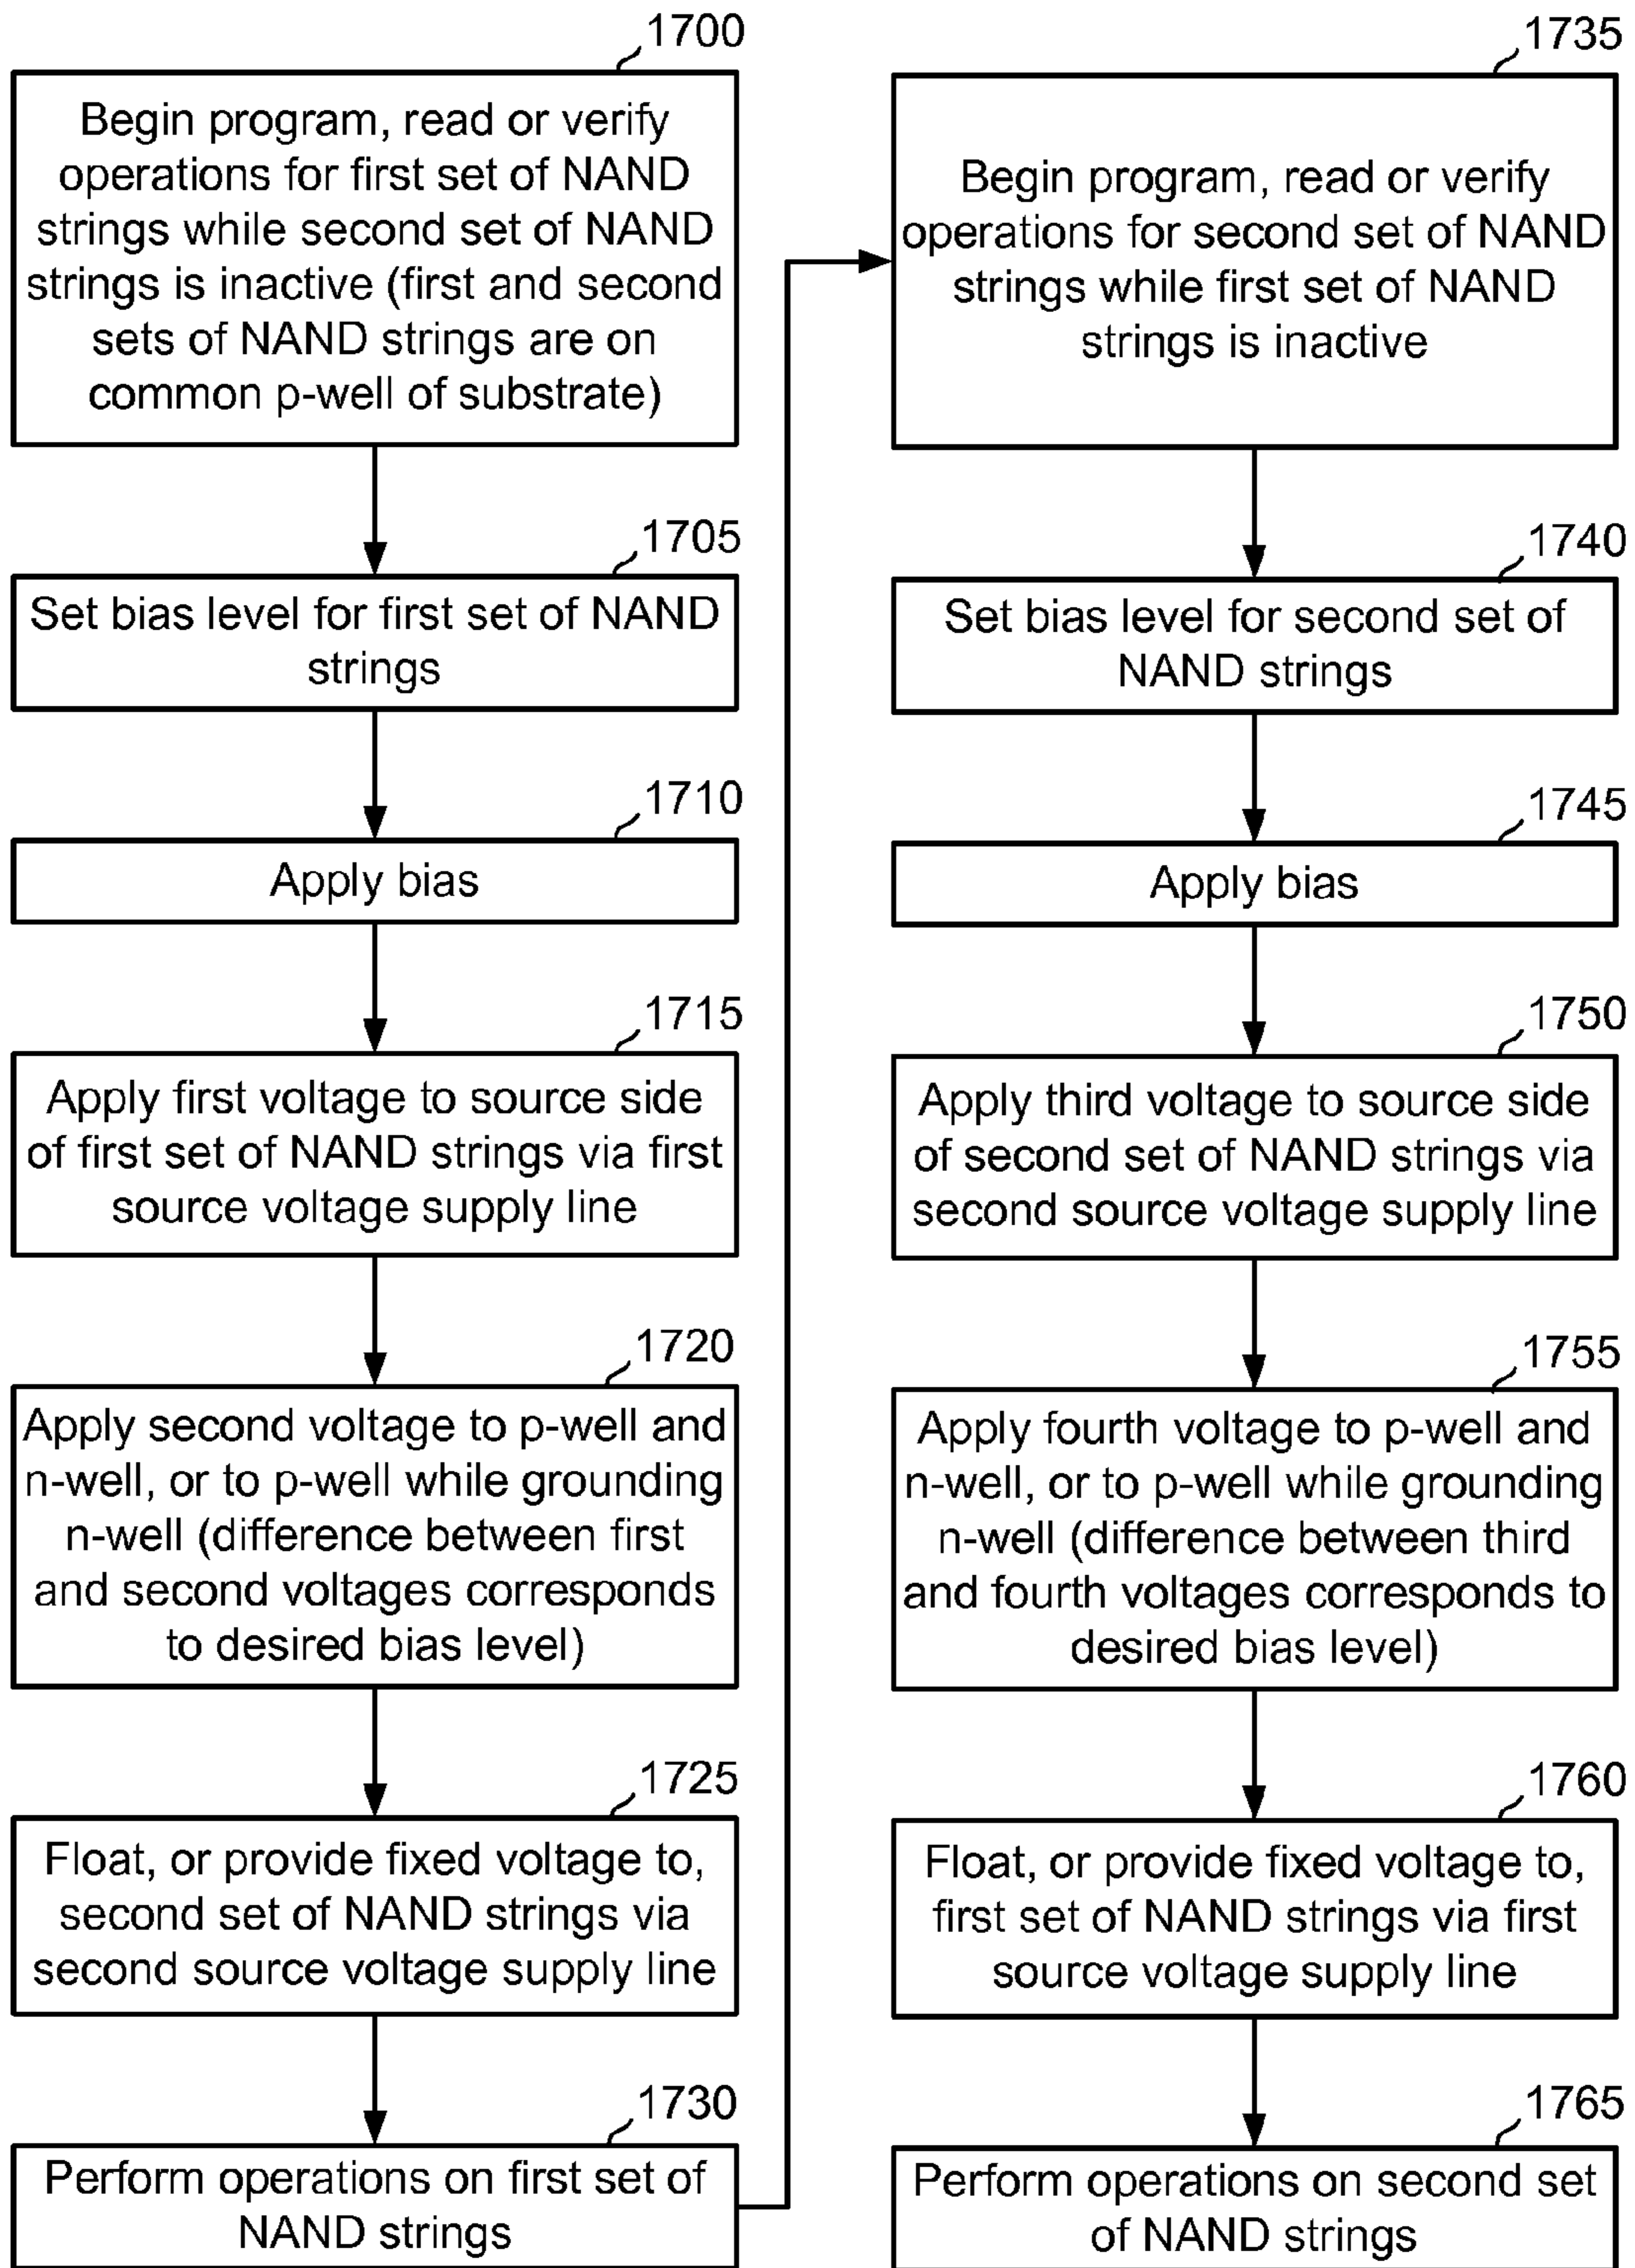 1700
Begin program, read or verify
operations for first set of NAND
strings while second set of NAND
strings is inactive (first and second
sets of NAND strings are on
common p-well of substrate)
1705
Set bias level for first set of NAND
strings
1710
Apply bias
1715
Apply first voltage to source side
of first set of NAND strings via first
source voltage supply line
1720
Apply second voltage to p-well and
n-well, or to p-well while grounding
n-well (difference between first
and second voltages corresponds
to desired bias level)
1725
Float, or provide fixed voltage to,
second set of NAND strings via
second source voltage supply line
1730
Perform operations on first set of
NAND strings
1735
Begin program, read or verify
operations for second set of NAND
strings while first set of NAND
strings is inactive
1740
Set bias level for second set of
NAND strings
1745
Apply bias
1750
Apply third voltage to source side
of second set of NAND strings via
second source voltage supply line
1755
Apply fourth voltage to p-well and
n-well, or to p-well while grounding
n-well (difference between third
and fourth voltages corresponds to
desired bias level)
1760
Float, or provide fixed voltage to,
first set of NAND strings via first
source voltage supply line
1765
Perform operations on second set
of NAND strings